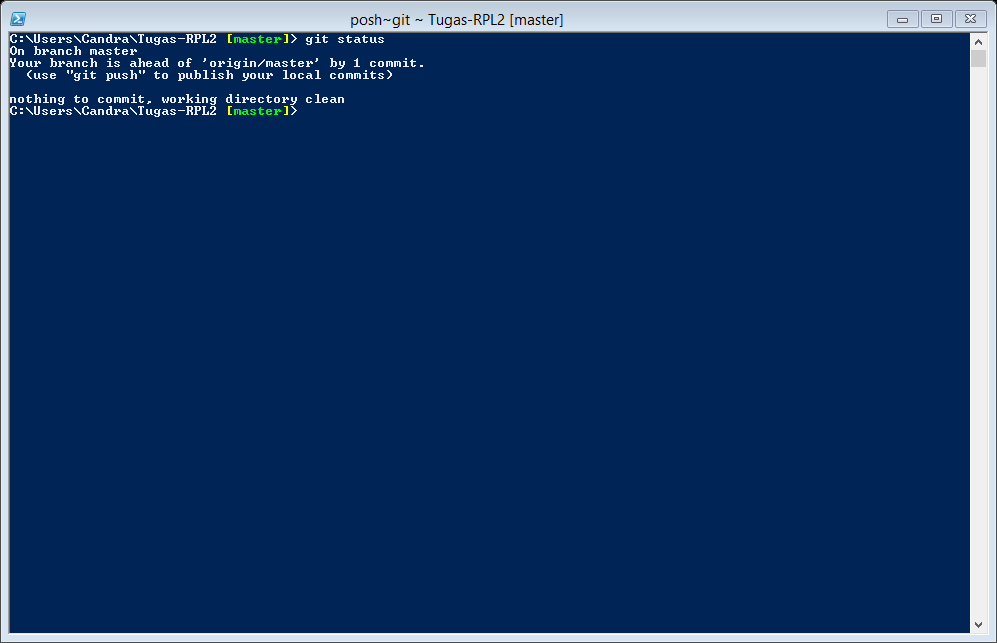 posh~git ~ Tugas-RPL2 [master]
C:\Users\Candra\Tugas-RPL2 [master]> git status
On branch master
Your branch is ahead of 'origin/master' by 1 commit.
  (use "git push" to publish your local commits)

nothing to commit, working directory clean
C:\Users\Candra\Tugas-RPL2 [master]>